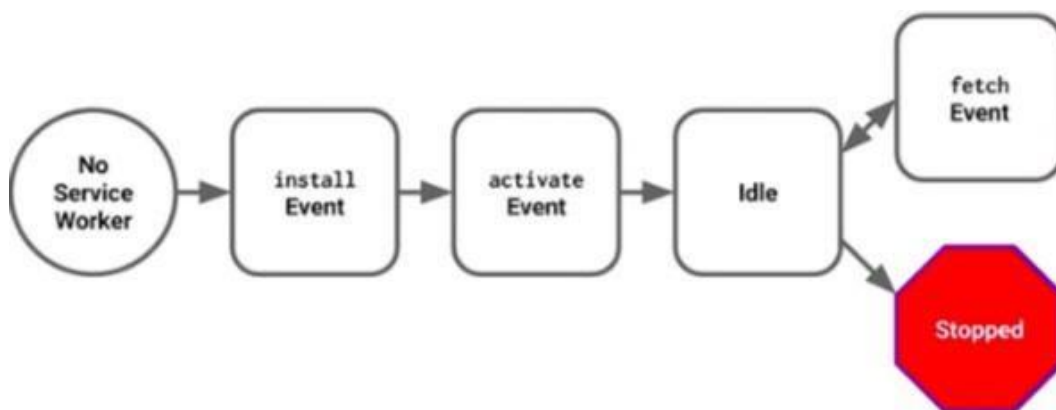 No
Service
Worker
install
Event
activate
Event
Idle
fetch
Event
Stopped